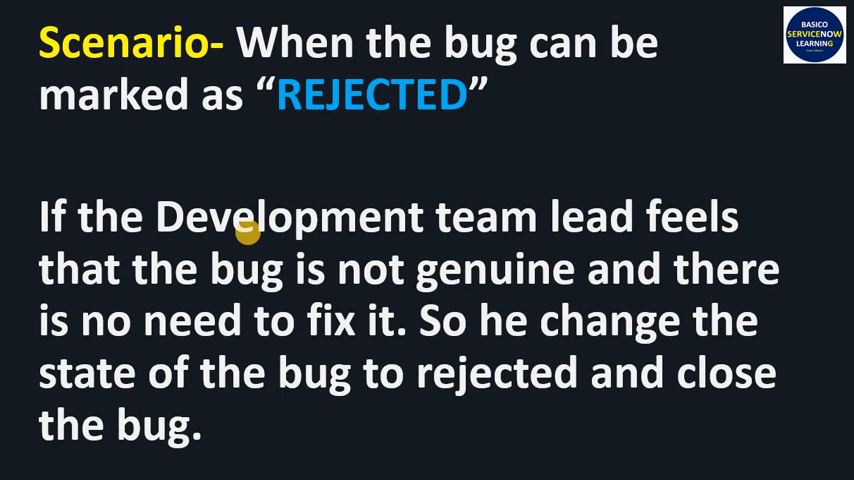 Scenario- When the bug can be
marked as “REJECTED”
BASICO
SERVICENOW
LEARNING
If the Development team lead feels
that the bug is not genuine and there
is no need to fix it. So he change the
state of the bug to rejected and close
the bug.